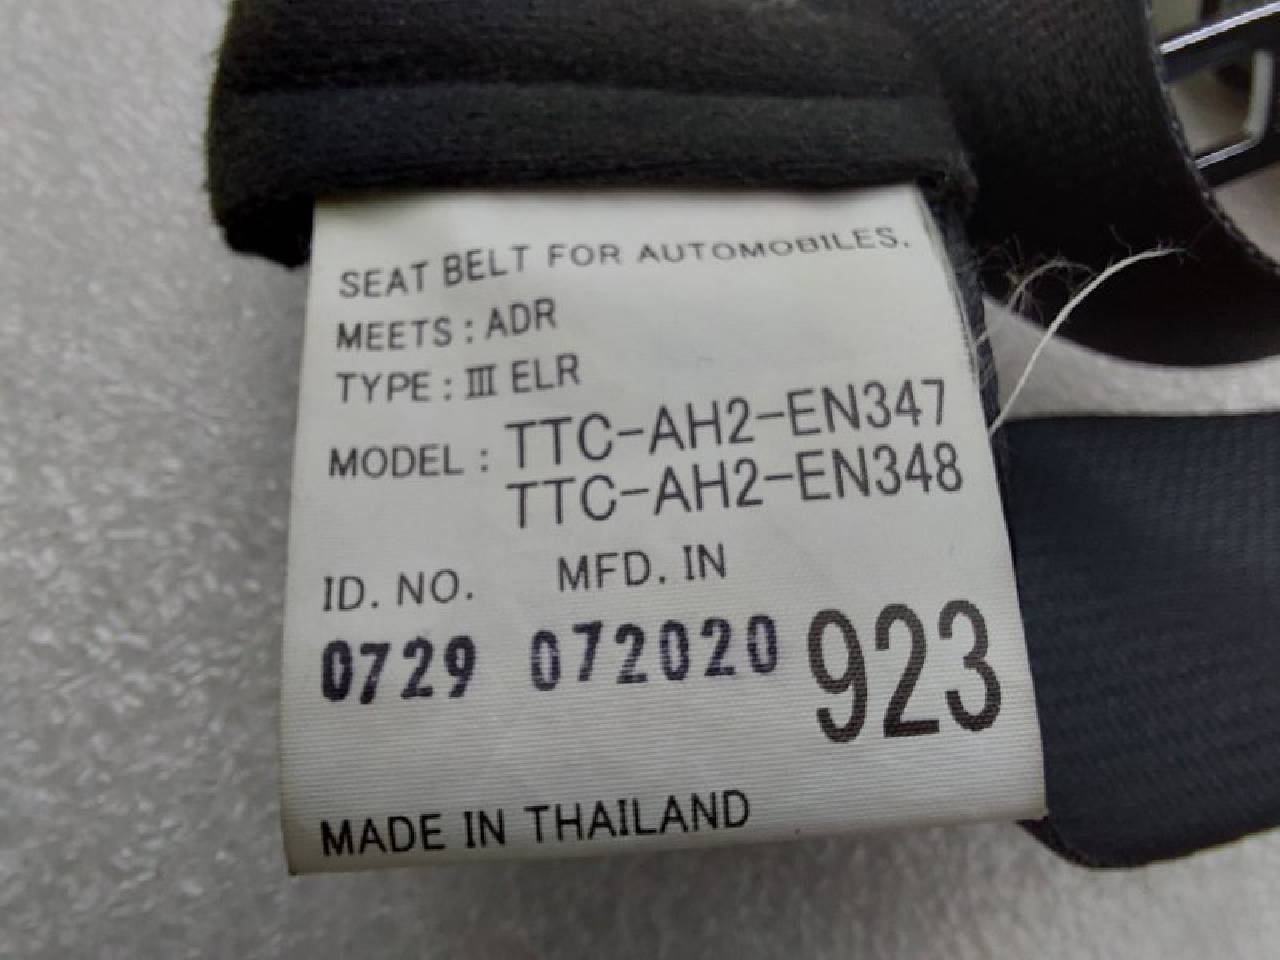 SEAT BELT FOR AUTOMOBILES.
MEETS : ADR
TYPE : III ELR
MODEL : TTC-AH2-EN347
TTC-AH2-EN348
ID. NO. MFD. IN
0729 072020 923
MADE IN THAILAND